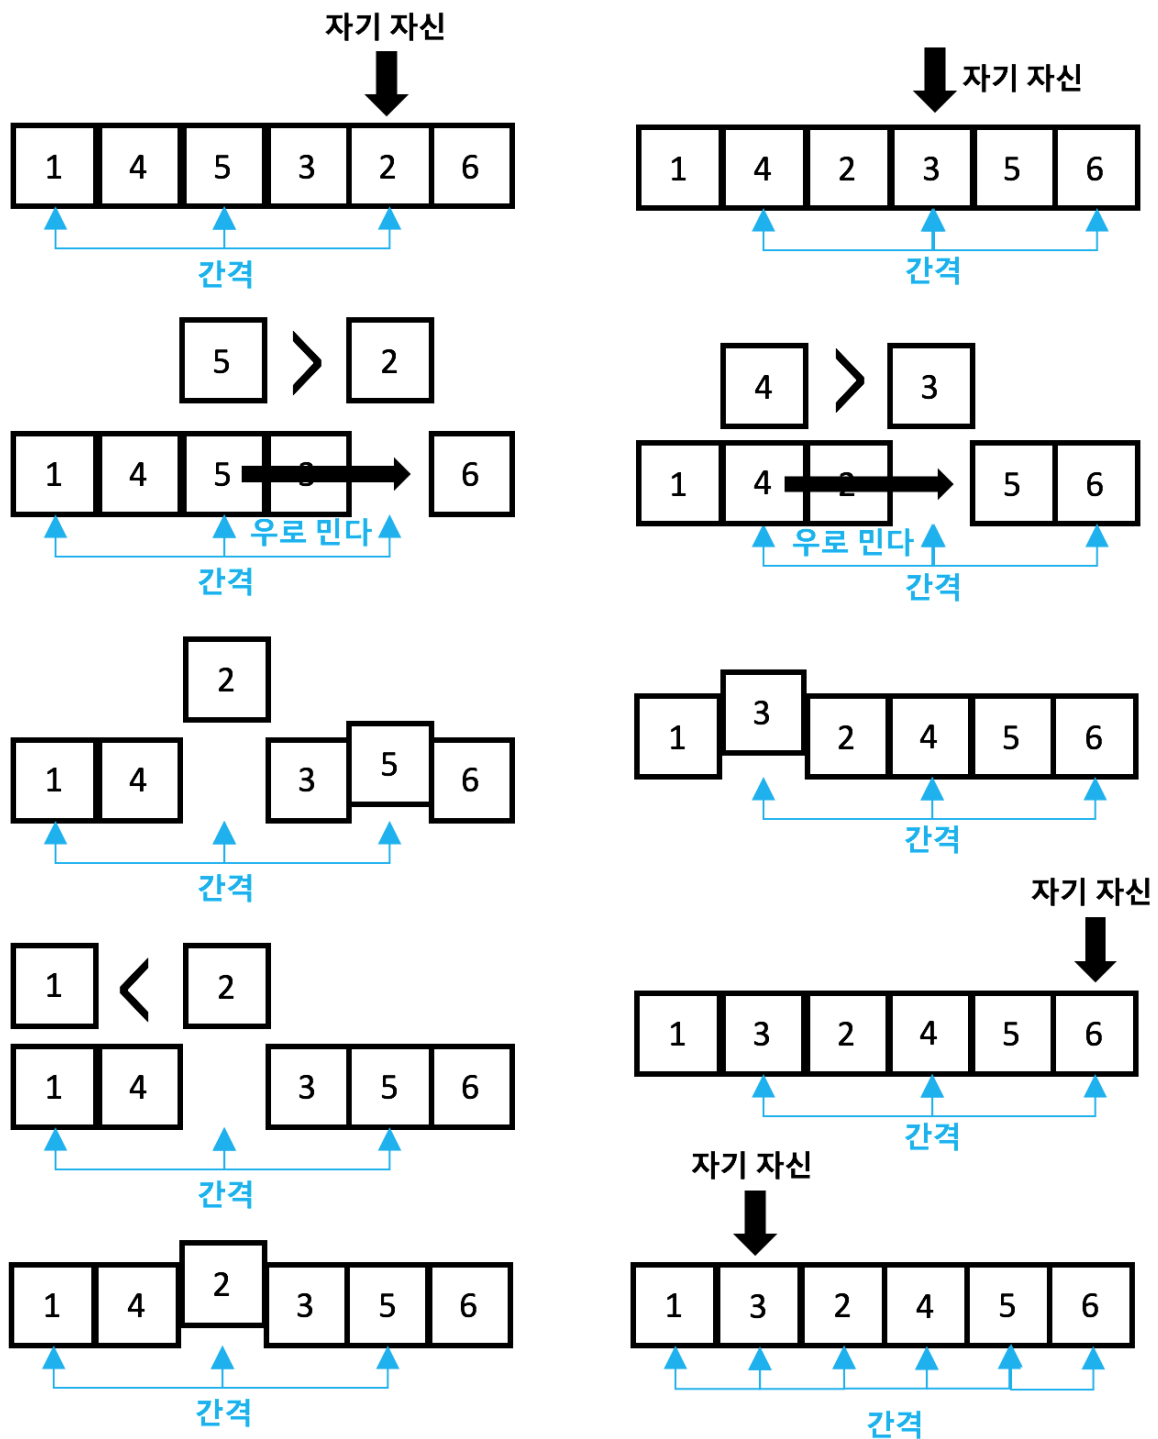 자기 자신
1 4 5 3 2 6
간격
5 > 2
1 4 5 3 6
우로 민다
간격
2
1 4 3 5 6
간격
1 < 2
1 4 3 5 6
간격
1 4 2 3 5 6
간격
자기 자신
1 4 2 3 5 6
간격
4 > 3
1 4 2 5 6
우로 민다
간격
1 3 2 4 5 6
간격
자기 자신
1 3 2 4 5 6
간격
자기 자신
1 3 2 4 5 6
간격